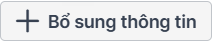 Bổ sung thông tin